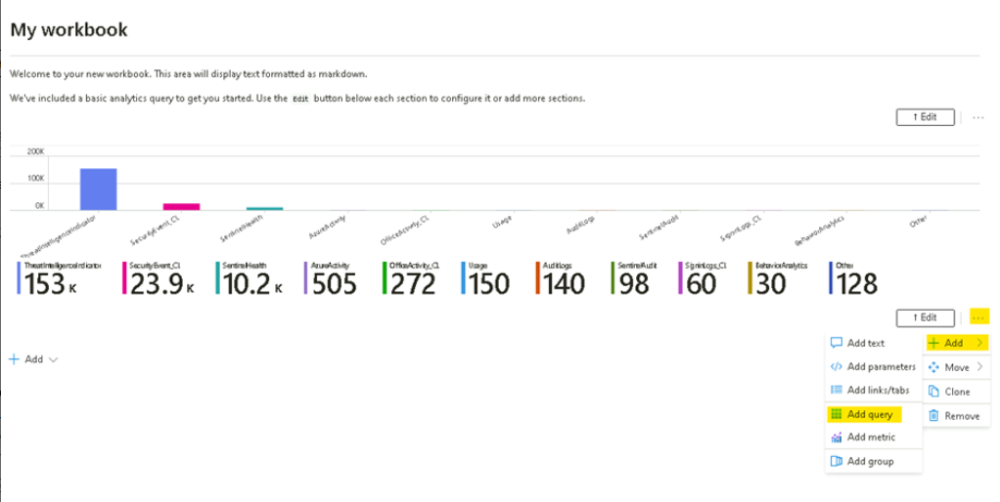 My workbook
Welcome to your new workbook. This area will display text formatted as markdown.
We've included a basic analytics query to get you started. Use the Edit button below each section to configure it or add more sections.
↑ Edit ...
200K
100K
0K
ThreatIntelligenceIndicator SecurityEvent_CL SentinelHealth AzureActivity OfficeActivity_CL Usage AuditLogs SentinelAudit SigninLogs_CL BehaviorAnalytics Other
ThreatIntelligenceIndicator SecurityEvent_CL SentinelHealth AzureActivity OfficeActivity_CL Usage AuditLogs SentinelAudit SigninLogs_CL BehaviorAnalytics Other
153 K 23.9 K 10.2 K 505 272 150 140 98 60 30 128
↑ Edit ...
+ Add
Add text
Add parameters
Add links/tabs
Add query
Add metric
Add group
+ Add >
Move >
Clone
Remove